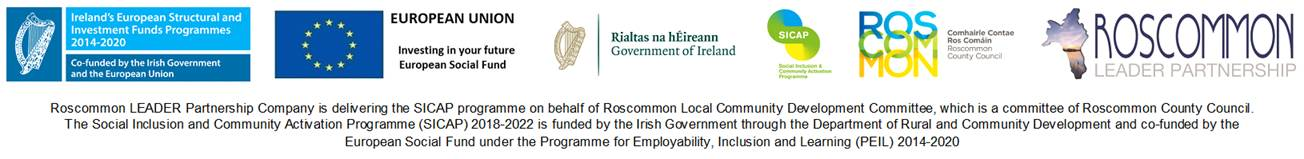 Ireland's European Structural and
Investment Funds Programmes
2014-2020
Co-funded by the Irish Government
and the European Union
EUROPEAN UNION
Investing in your future
European Social Fund
Rialtas na hÉireann
Government of Ireland
SICAP
Social Inclusion &
Community Activation
Programme
ROS
COM
MON
Comhairle Contae
Ros Comáin
Roscommon
County Council
ROSCOMMON
LEADER PARTNERSHIP
Roscommon LEADER Partnership Company is delivering the SICAP programme on behalf of Roscommon Local Community Development Committee, which is a committee of Roscommon County Council.
The Social Inclusion and Community Activation Programme (SICAP) 2018-2022 is funded by the Irish Government through the Department of Rural and Community Development and co-funded by the
European Social Fund under the Programme for Employability, Inclusion and Learning (PEIL) 2014-2020